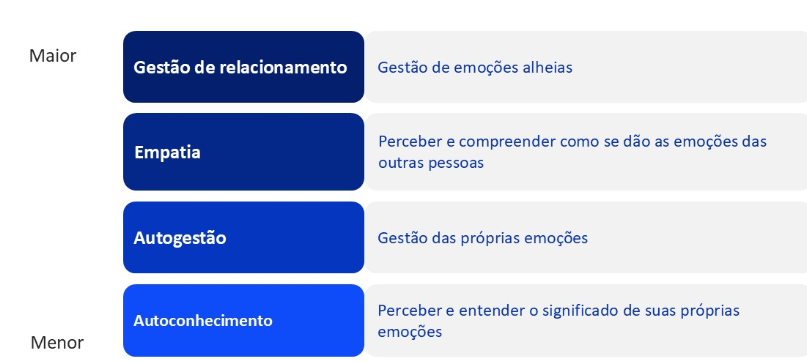 Maior
Gestão de relacionamento
Gestão de emoções alheias
Empatia
Perceber e compreender como se dão as emoções das
outras pessoas
Autogestão
Gestão das próprias emoções
Autoconhecimento
Perceber e entender o significado de suas próprias
emoções
Menor